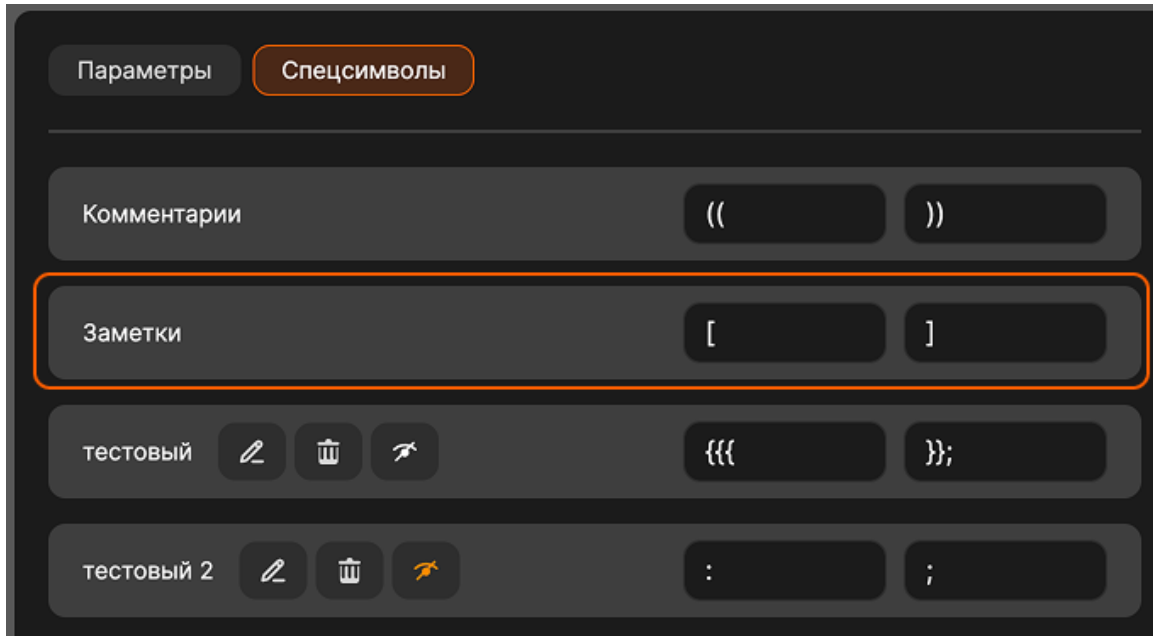 Параметры Спецсимволы
Комментарии (( ))
Заметки [ ]
тестовый {{{ }};
тестовый 2 : ;